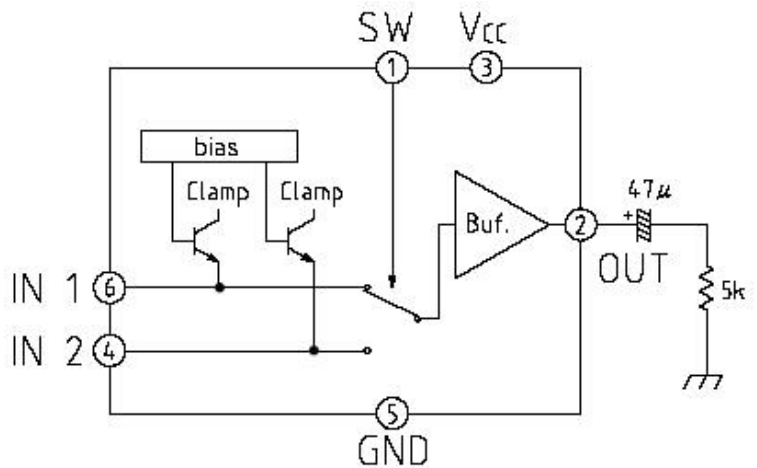 SW
Vcc
1
3
bias
Clamp
Clamp
47μ
+
Buf.
2
OUT
IN 1
6
5k
IN 2
4
5
GND